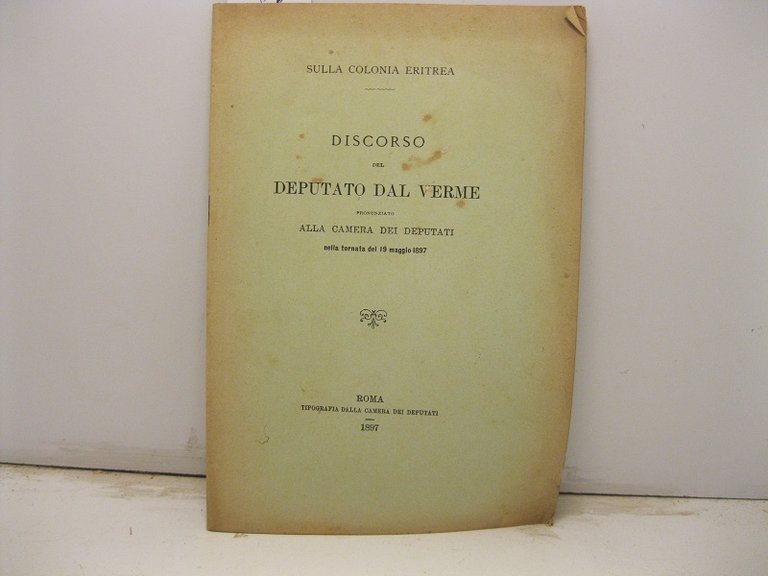 SULLA COLONIA ERITREA
DISCORSO
DEL
DEPUTATO DAL VERME
PRONUNZIATO
ALLA CAMERA DEI DEPUTATI
nella tornata del 19 maggio 1897
ROMA
TIPOGRAFIA DALLA CAMERA DEI DEPUTATI
1897